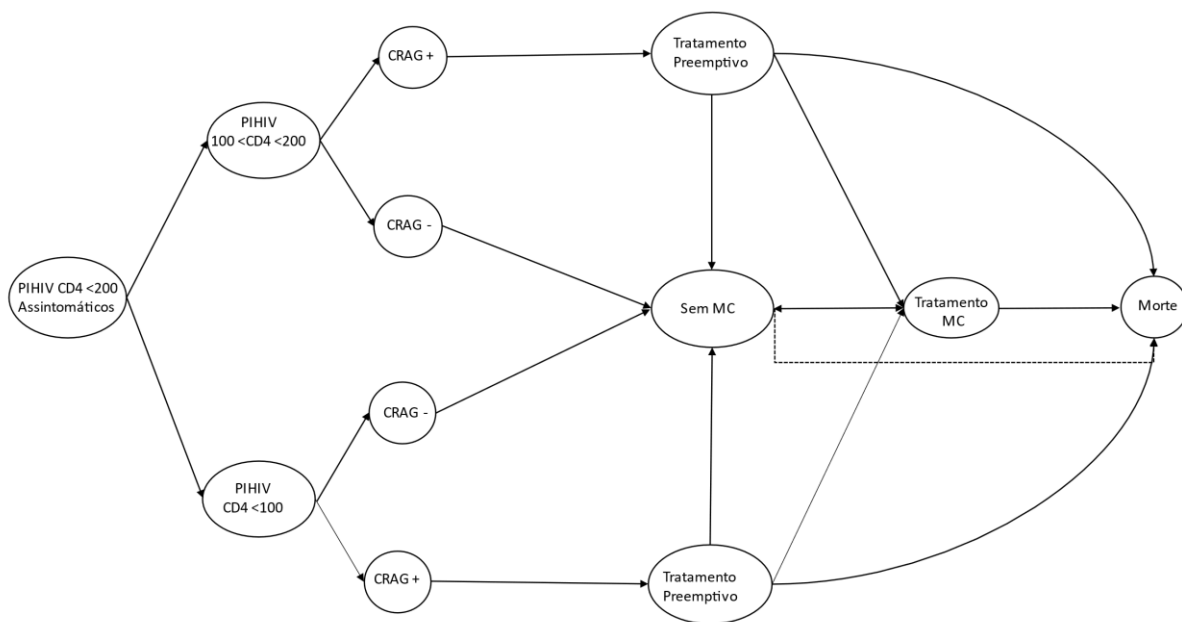 CRAG +
Tratamento
Preemptivo
PIHIV
100 <CD4 <200
CRAG -
PIHIV CD4 <200
Assintomáticos
Sem MC
Tratamento
MC
Morte
CRAG -
PIHIV
CD4 <100
CRAG +
Tratamento
Preemptivo